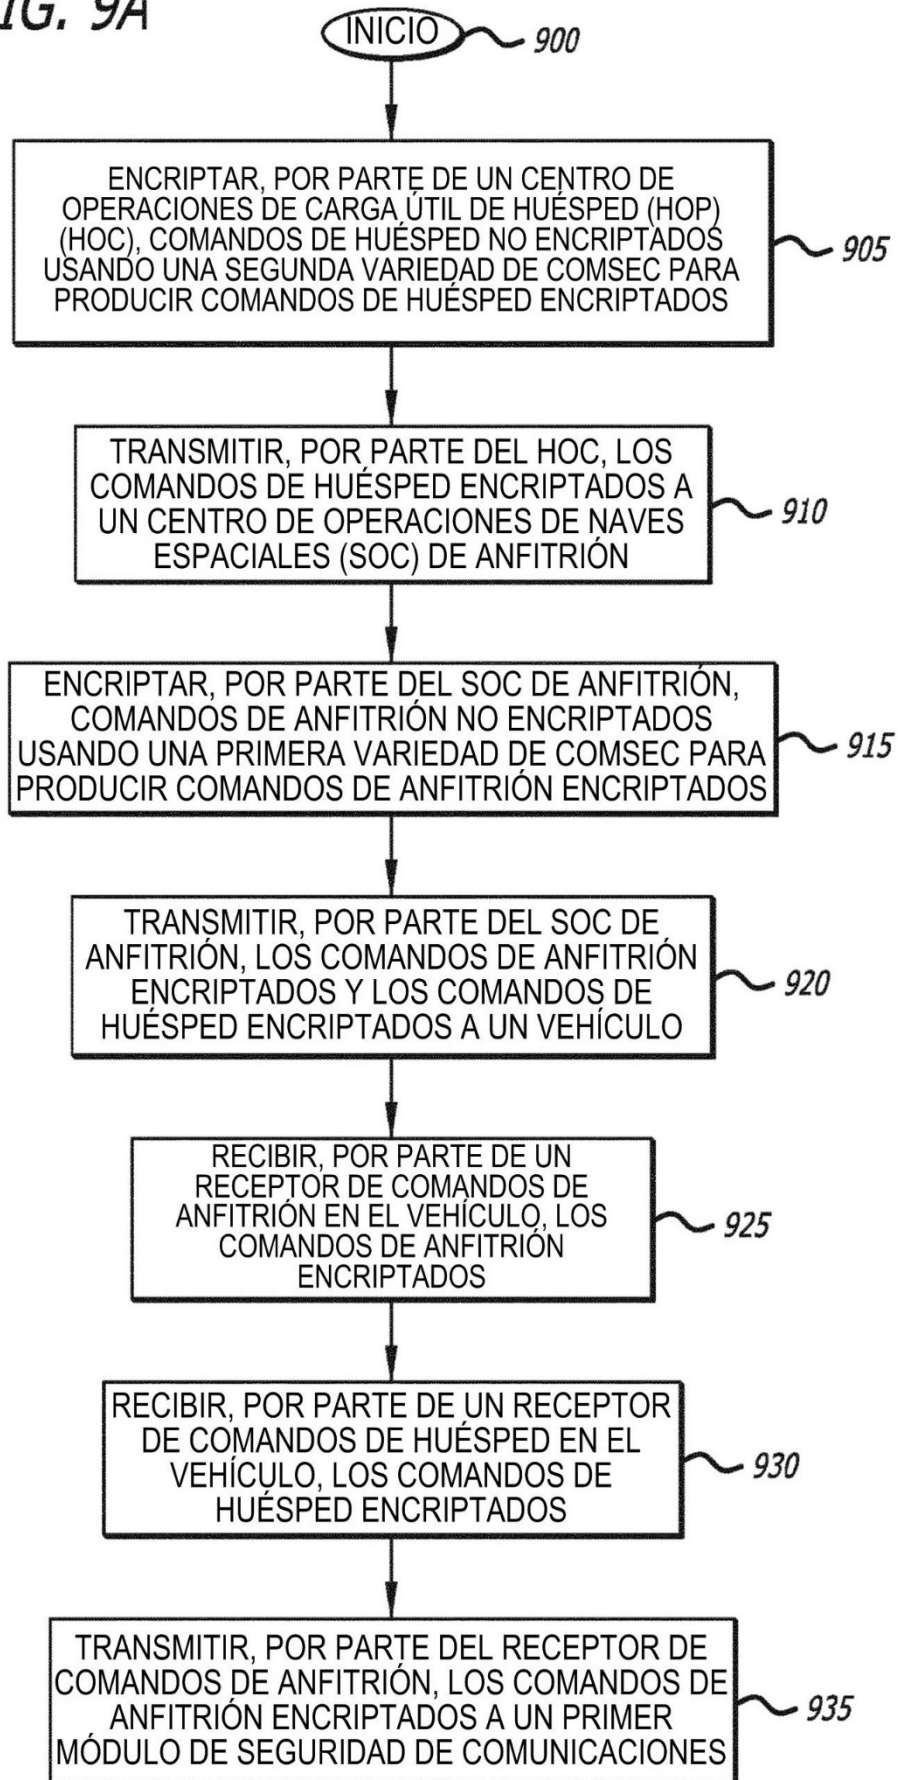 IG. 9A
INICIO
900
ENCRIPTAR, POR PARTE DE UN CENTRO DE
OPERACIONES DE CARGA ÚTIL DE HUÉSPED (HOP)
(HOC), COMANDOS DE HUÉSPED NO ENCRIPTADOS
USANDO UNA SEGUNDA VARIEDAD DE COMSEC PARA
PRODUCIR COMANDOS DE HUÉSPED ENCRIPTADOS
905
TRANSMITIR, POR PARTE DEL HOC, LOS
COMANDOS DE HUÉSPED ENCRIPTADOS A
UN CENTRO DE OPERACIONES DE NAVES
ESPACIALES (SOC) DE ANFITRIÓN
910
ENCRIPTAR, POR PARTE DEL SOC DE ANFITRIÓN,
COMANDOS DE ANFITRIÓN NO ENCRIPTADOS
USANDO UNA PRIMERA VARIEDAD DE COMSEC PARA
PRODUCIR COMANDOS DE ANFITRIÓN ENCRIPTADOS
915
TRANSMITIR, POR PARTE DEL SOC DE
ANFITRIÓN, LOS COMANDOS DE ANFITRIÓN
ENCRIPTADOS Y LOS COMANDOS DE
HUÉSPED ENCRIPTADOS A UN VEHÍCULO
920
RECIBIR, POR PARTE DE UN
RECEPTOR DE COMANDOS DE
ANFITRIÓN EN EL VEHÍCULO, LOS
COMANDOS DE ANFITRIÓN
ENCRIPTADOS
925
RECIBIR, POR PARTE DE UN RECEPTOR
DE COMANDOS DE HUÉSPED EN EL
VEHÍCULO, LOS COMANDOS DE
HUÉSPED ENCRIPTADOS
930
TRANSMITIR, POR PARTE DEL RECEPTOR DE
COMANDOS DE ANFITRIÓN, LOS COMANDOS DE
ANFITRIÓN ENCRIPTADOS A UN PRIMER
MÓDULO DE SEGURIDAD DE COMUNICACIONES
935